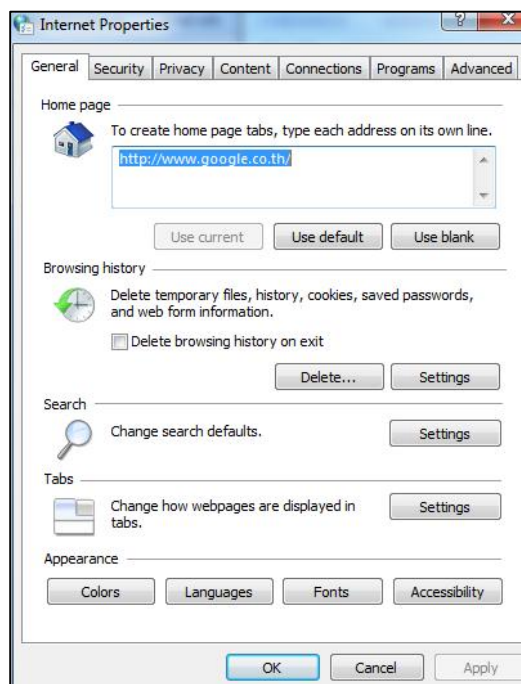 Internet Properties
General Security Privacy Content Connections Programs Advanced
Home page
To create home page tabs, type each address on its own line.
http://www.google.co.th/
Use current Use default Use blank
Browsing history
Delete temporary files, history, cookies, saved passwords,
and web form information.
Delete browsing history on exit
Delete... Settings
Search
Change search defaults.
Settings
Tabs
Change how webpages are displayed in
tabs.
Settings
Appearance
Colors Languages Fonts Accessibility
OK Cancel Apply